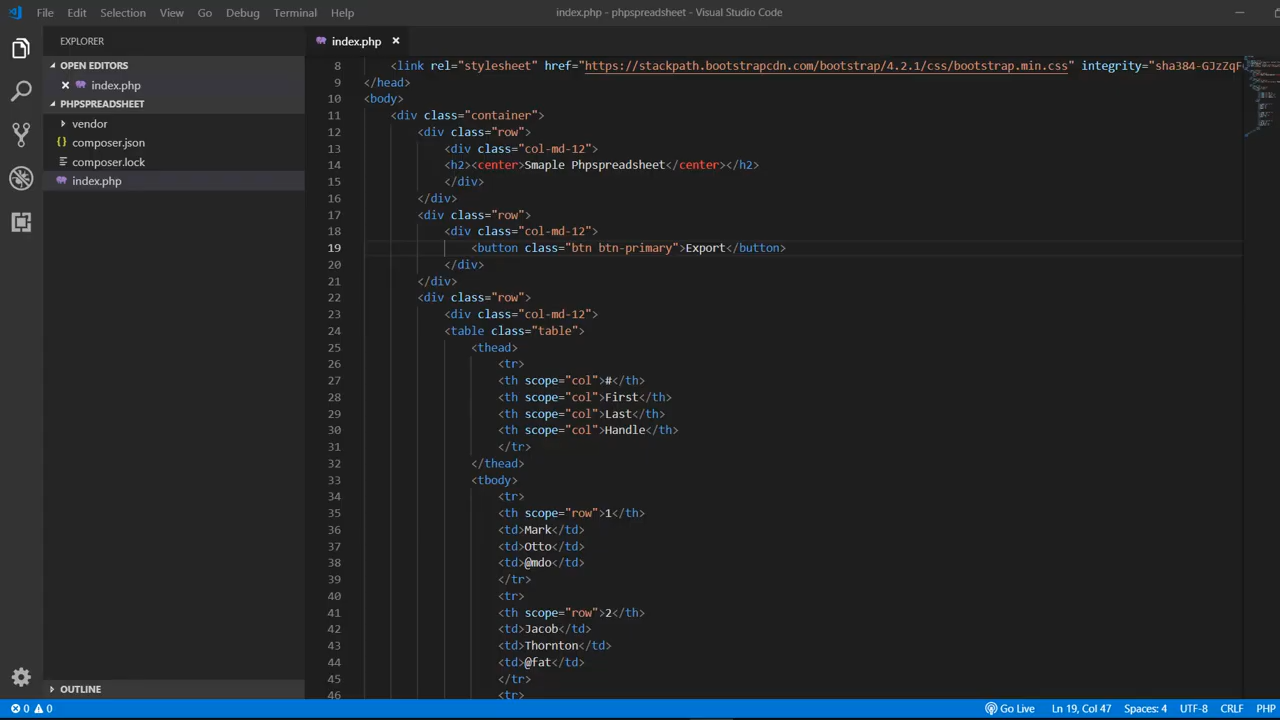 File Edit Selection View Go Debug Terminal Help
index.php - phpspreadsheet - Visual Studio Code
EXPLORER
OPEN EDITORS
index.php
PHPSPREADSHEET
vendor
composer.json
composer.lock
index.php
OUTLINE
index.php
8 <link rel="stylesheet" href="https://stackpath.bootstrapcdn.com/bootstrap/4.2.1/css/bootstrap.min.css" integrity="sha384-GJzZqF
9 </head>
10 <body>
11 <div class="container">
12 <div class="row">
13 <div class="col-md-12">
14 <h2><center>Smaple Phpspreadsheet</center></h2>
15 </div>
16 </div>
17 <div class="row">
18 <div class="col-md-12">
19 <button class="btn btn-primary">Export</button>
20 </div>
21 </div>
22 <div class="row">
23 <div class="col-md-12">
24 <table class="table">
25 <thead>
26 <tr>
27 <th scope="col">#</th>
28 <th scope="col">First</th>
29 <th scope="col">Last</th>
30 <th scope="col">Handle</th>
31 </tr>
32 </thead>
33 <tbody>
34 <tr>
35 <th scope="row">1</th>
36 <td>Mark</td>
37 <td>Otto</td>
38 <td>@mdo</td>
39 </tr>
40 <tr>
41 <th scope="row">2</th>
42 <td>Jacob</td>
43 <td>Thornton</td>
44 <td>@fat</td>
45 </tr>
46 <tr>
0 0
Go Live Ln 19, Col 47 Spaces: 4 UTF-8 CRLF PHP